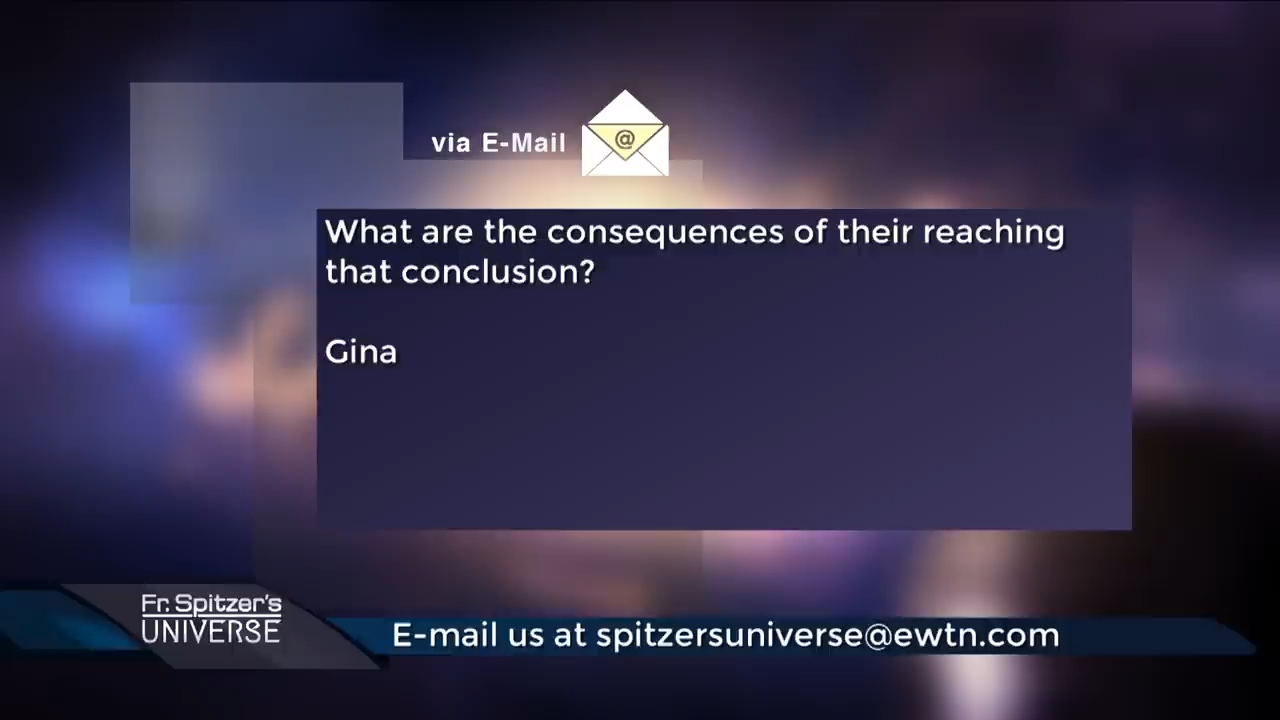 via E-Mail
@
What are the consequences of their reaching
that conclusion?
Gina
Fr. Spitzer's
UNIVERSE
E-mail us at spitzersuniverse@ewtn.com